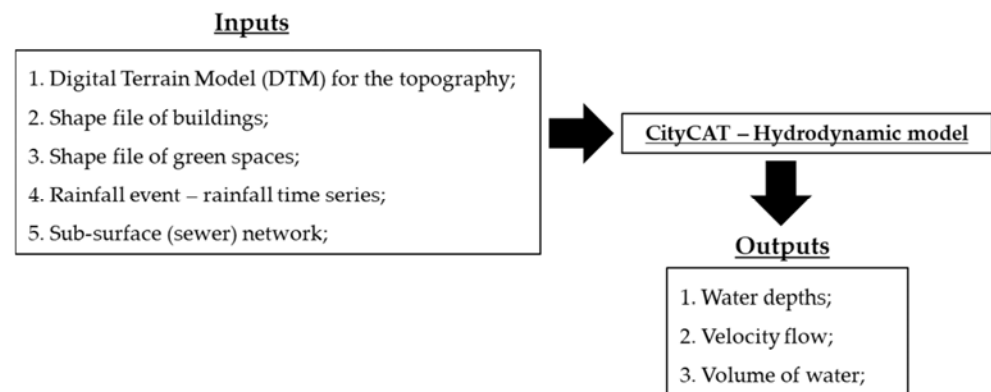 Inputs
1. Digital Terrain Model (DTM) for the topography;
2. Shape file of buildings;
3. Shape file of green spaces;
4. Rainfall event – rainfall time series;
5. Sub-surface (sewer) network;
CityCAT – Hydrodynamic model
Outputs
1. Water depths;
2. Velocity flow;
3. Volume of water;